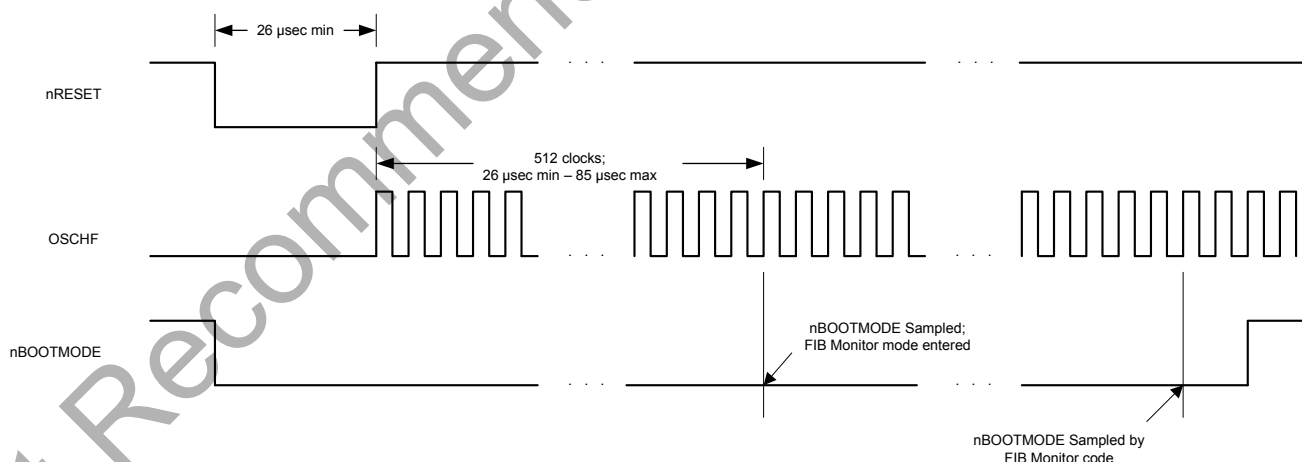 26 µsec min
nRESET
512 clocks;
26 µsec min – 85 µsec max
OSCHF
nBOOTMODE Sampled;
FIB Monitor mode entered
nBOOTMODE
nBOOTMODE Sampled by
FIB Monitor code
Recommen